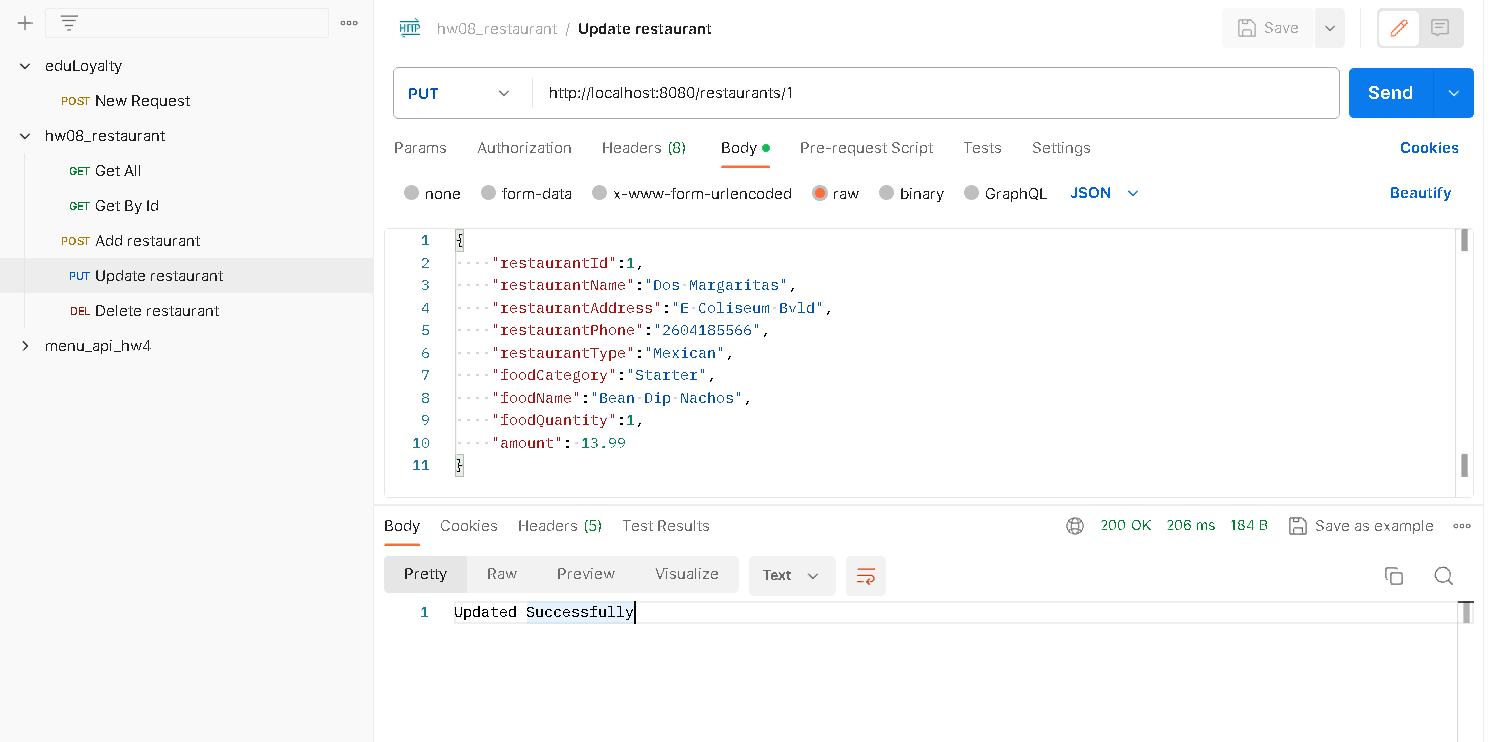 HTTP hw08_restaurant / Update restaurant
Save
eduLoyalty
POST New Request
hw08_restaurant
GET Get All
GET Get By Id
POST Add restaurant
PUT Update restaurant
DEL Delete restaurant
menu_api_hw4
PUT http://localhost:8080/restaurants/1 Send
Params Authorization Headers (8) Body Pre-request Script Tests Settings Cookies
none form-data x-www-form-urlencoded raw binary GraphQL JSON Beautify
1 {
2 "restaurantId":1,
3 "restaurantName":"Dos Margaritas",
4 "restaurantAddress":"E Coliseum Bvld",
5 "restaurantPhone":"2604185566",
6 "restaurantType":"Mexican",
7 "foodCategory":"Starter",
8 "foodName":"Bean Dip Nachos",
9 "foodQuantity":1,
10 "amount": 13.99
11 }
Body Cookies Headers (5) Test Results 200 OK 206 ms 184 B Save as example
Pretty Raw Preview Visualize Text
1 Updated Successfully